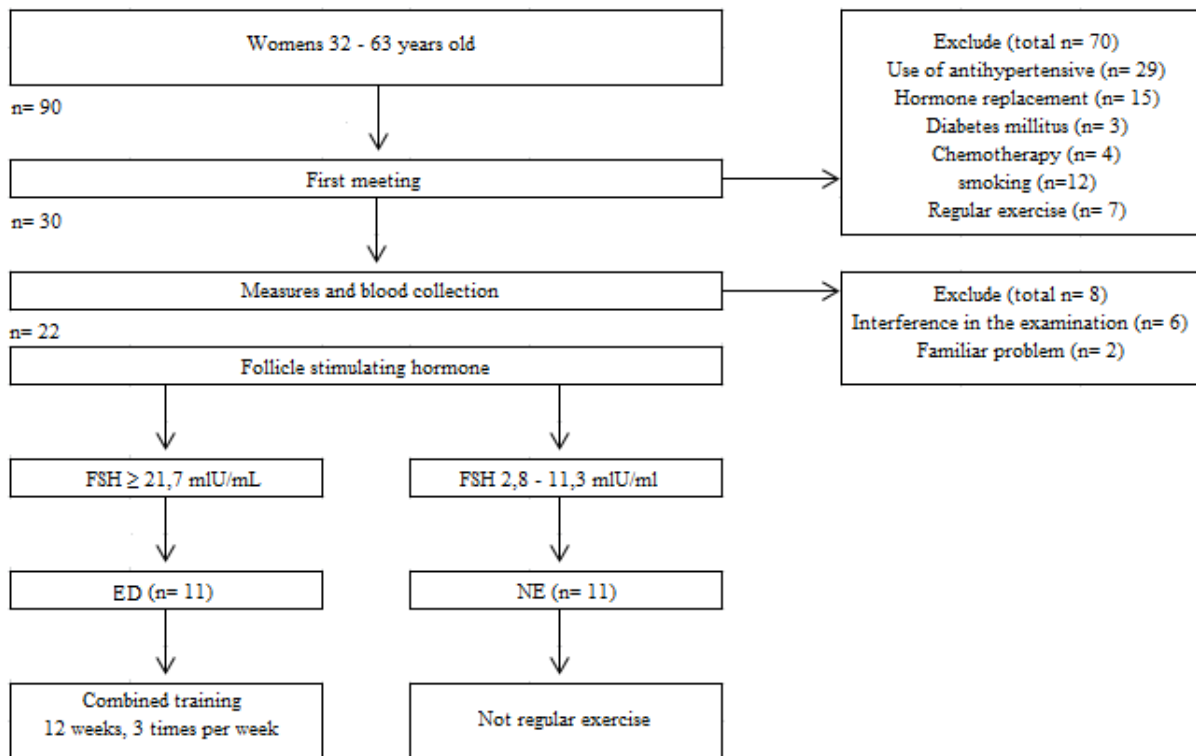 Womens 32 - 63 years old
n= 90
First meeting
n= 30
Measures and blood collection
n= 22
Follicle stimulating hormone
FSH ≥ 21,7 mlU/mL
FSH 2,8 - 11,3 mlU/ml
ED (n= 11)
NE (n= 11)
Combined training
12 weeks, 3 times per week
Not regular exercise
Exclude (total n= 70)
Use of antihypertensive (n= 29)
Hormone replacement (n= 15)
Diabetes millitus (n= 3)
Chemotherapy (n= 4)
smoking (n=12)
Regular exercise (n= 7)
Exclude (total n= 8)
Interference in the examination (n= 6)
Familiar problem (n= 2)